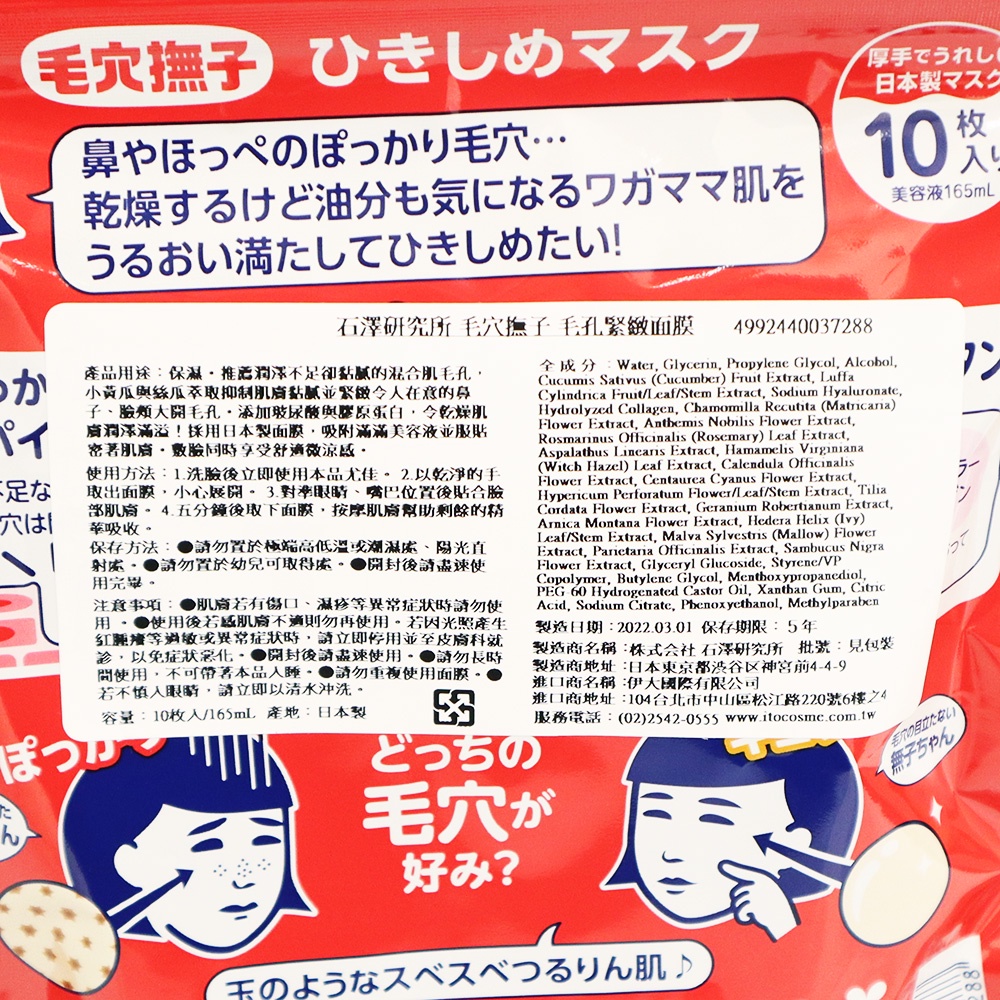 毛穴撫子 ひきしめマスク
厚手でうれしい
日本製マスク
10枚
入り
美容液165mL
鼻やほっぺのぽっかり毛穴…
乾燥するけど油分も気になるワガママ肌を
うるおい満たしてひきしめたい!
石澤研究所 毛穴撫子 毛孔緊緻面膜 4992440037288
產品用途：保濕。推薦潤澤不足卻黏膩的混合肌毛孔，
小黃瓜與絲瓜萃取抑制肌膚黏膩並緊緻令人在意的鼻
子、臉頰大開毛孔。添加玻尿酸與膠原蛋白，令乾燥肌
膚潤澤滿溢！採用日本製面膜，吸附滿滿美容液並服貼
密著肌膚。敷臉同時享受舒適微涼感。
使用方法：1.洗臉後立即使用本品尤佳。 2.以乾淨的手
取出面膜，小心展開。 3.對準眼睛、嘴巴位置後貼合臉
部肌膚。 4.五分鐘後取下面膜，按摩肌膚幫助剩餘的精
華吸收。
保存方法：●請勿置於極端高低溫或潮濕處、陽光直
射處。●請勿置於幼兒可取得處。●開封後請盡速使
用完畢。
注意事項：●肌膚若有傷口、濕疹等異常症狀時請勿使
用。●使用後若感肌膚不適則勿再使用。若因光照產生
紅腫癢等過敏或異常症狀時，請立即停用並至皮膚科就
診，以免症狀惡化。●開封後請盡速使用。●請勿長時
間使用，不可帶著本品入睡。●請勿重複使用面膜。●
若不慎入眼睛，請立即以清水沖洗。
容量：10枚入/165mL 產地：日本製
全成分：Water, Glycerin, Propylene Glycol, Alcohol,
Cucumis Sativus (Cucumber) Fruit Extract, Luffa
Cylindrica Fruit/Leaf/Stem Extract, Sodium Hyaluronate,
Hydrolyzed Collagen, Chamomilla Recutita (Matricaria)
Flower Extract, Anthemis Nobilis Flower Extract,
Rosmarinus Officinalis (Rosemary) Leaf Extract,
Aspalathus Linearis Extract, Hamamelis Virginiana
(Witch Hazel) Leaf Extract, Calendula Officinalis
Flower Extract, Centaurea Cyanus Flower Extract,
Hypericum Perforatum Flower/Leaf/Stem Extract, Tilia
Cordata Flower Extract, Geranium Robertianum Extract,
Arnica Montana Flower Extract, Hedera Helix (Ivy)
Leaf/Stem Extract, Malva Sylvestris (Mallow) Flower
Extract, Parietaria Officinalis Extract, Sambucus Nigra
Flower Extract, Glyceryl Glucoside, Styrene/VP
Copolymer, Butylene Glycol, Menthoxypropanediol,
PEG-60 Hydrogenated Castor Oil, Xanthan Gum, Citric
Acid, Sodium Citrate, Phenoxyethanol, Methylparaben
製造日期：2022.03.01 保存期限：5年
製造商名稱：株式会社 石澤研究所 批號：見包裝
製造商地址：日本東京都渋谷区神宮前4-4-9
進口商名稱：伊大國際有限公司
進口商地址：104台北市中山區松江路220號6樓之4
服務電話：(02)2542-0555 www.itocosme.com.tw
ぽっかり
どっちの
毛穴が
好み?
毛穴の目立たない
撫子ちゃん
玉のようなスベスベつるりん肌♪